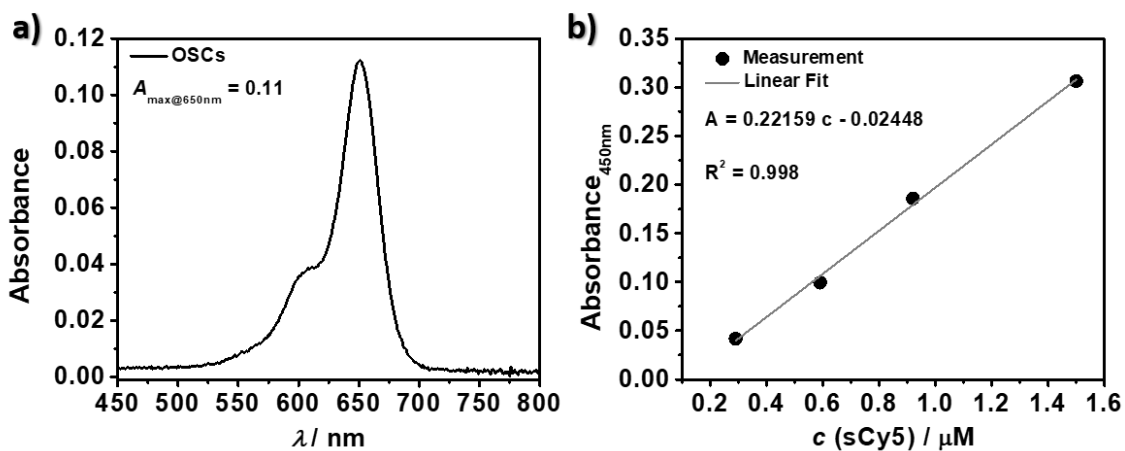 a)
0.12
0.10
0.08
0.06
0.04
0.02
0.00
Absorbance
OSCs
A max@650nm = 0.11
450 500 550 600 650 700 750 800
λ / nm
b)
0.35
0.30
0.25
0.20
0.15
0.10
0.05
0.00
Absorbance450nm
Measurement
Linear Fit
A = 0.22159 c - 0.02448
R² = 0.998
0.2 0.4 0.6 0.8 1.0 1.2 1.4 1.6
c (sCy5) / μM